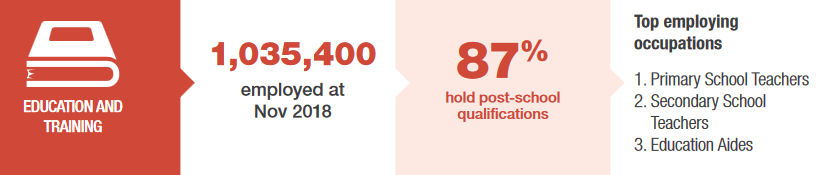 EDUCATION AND
TRAINING
1,035,400
employed at
Nov 2018
87%
hold post-school
qualifications
Top employing
occupations
1. Primary School Teachers
2. Secondary School
Teachers
3. Education Aides